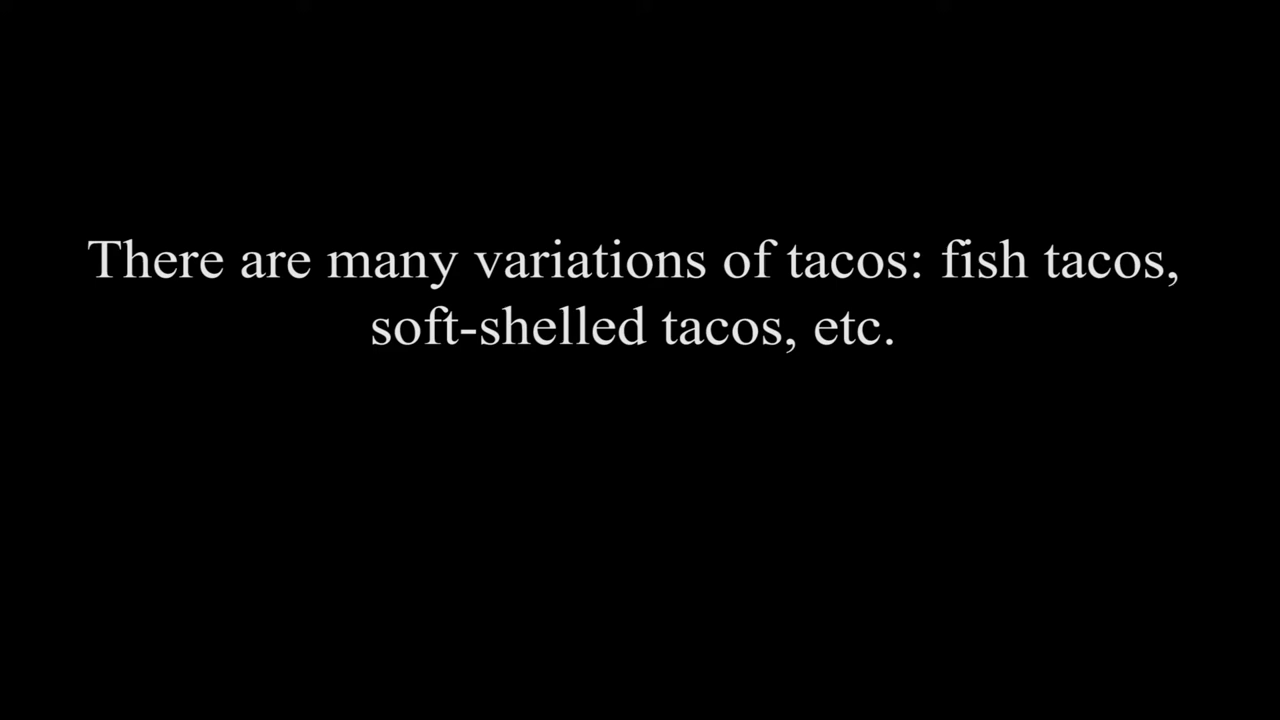 There are many variations of tacos: fish tacos,
soft-shelled tacos, etc.